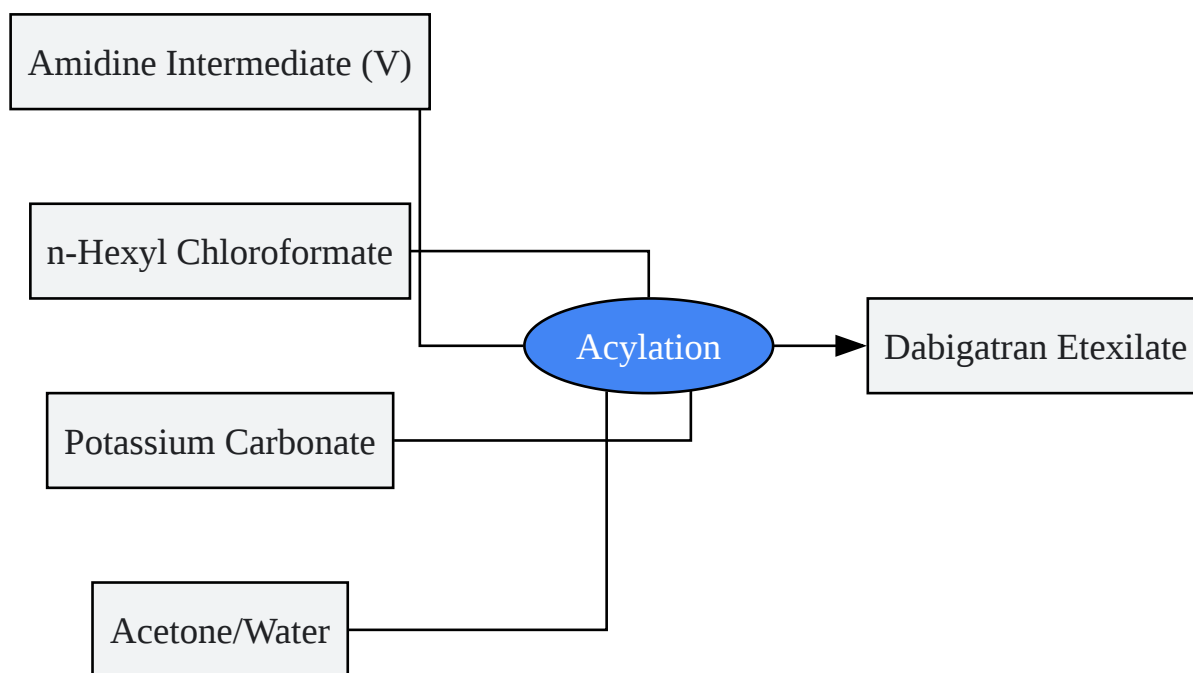 Amidine Intermediate (V)
n-Hexyl Chloroformate
Acylation
Dabigatran Etexilate
Potassium Carbonate
Acetone/Water